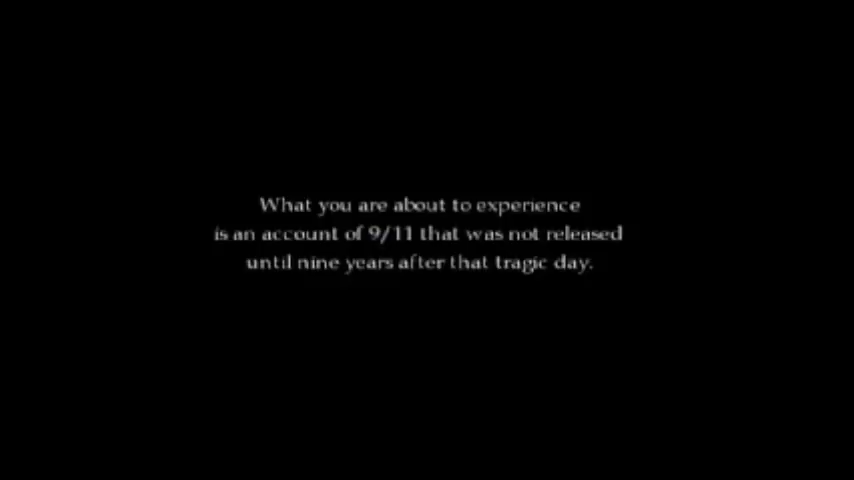 What you are about to experience
is an account of 9/11 that was not released
until nine years after that tragic day.